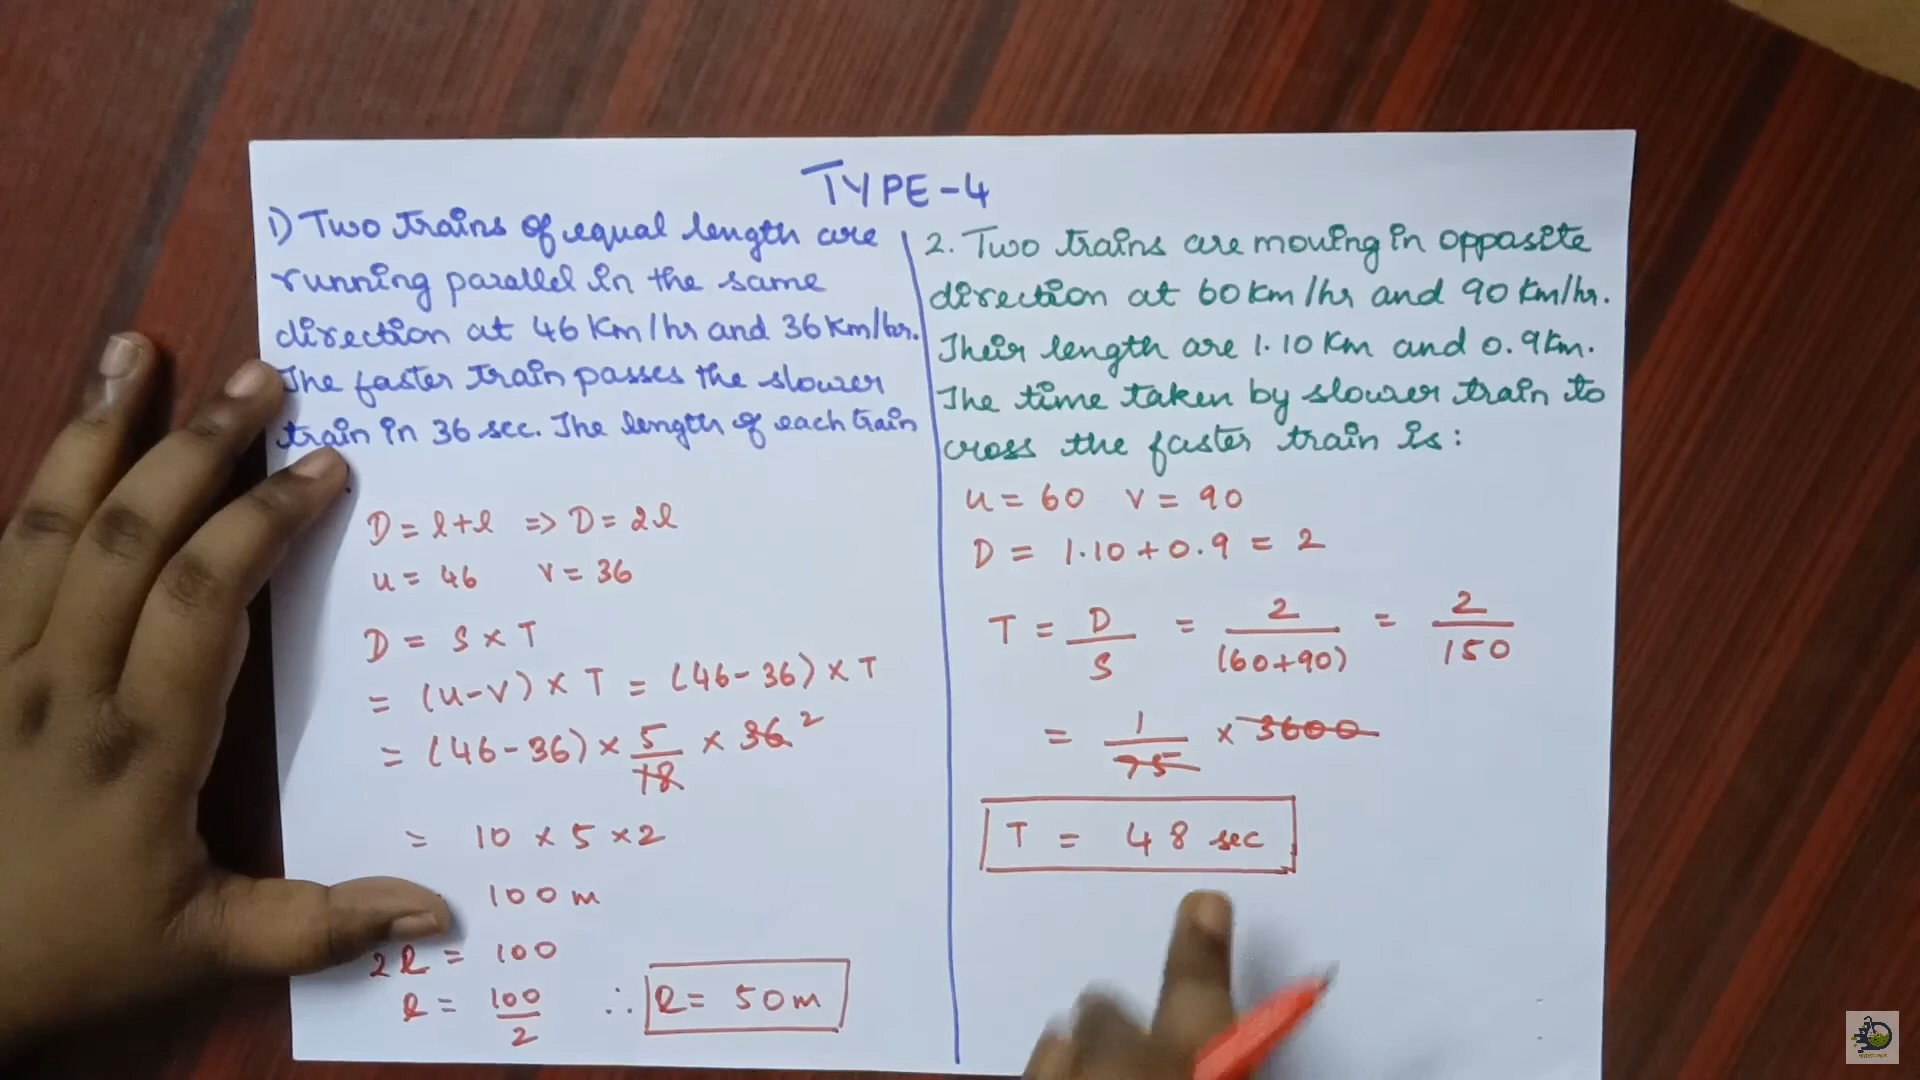 TYPE-4
1) Two trains of equal length are
running parallel in the same
direction at 46 Km/hr and 36 Km/hr.
The faster train passes the slower
train in 36 sec. The length of each train
D = l+l => D = 2l
u = 46 v = 36
D = S × T
= (u-v) × T = (46-36) × T
= (46-36) × 5/18 × 36 2
= 10 × 5 × 2
100 m
2l = 100
l = 100/2 ∴ l = 50m
2. Two trains are moving in opposite
direction at 60 km/hr and 90 Km/hr.
Their length are 1.10 Km and 0.9 Km.
The time taken by slower train to
cross the faster train is:
u = 60 v = 90
D = 1.10 + 0.9 = 2
T = D/S = 2/(60+90) = 2/150
= 1/75 × 3600
T = 48 sec